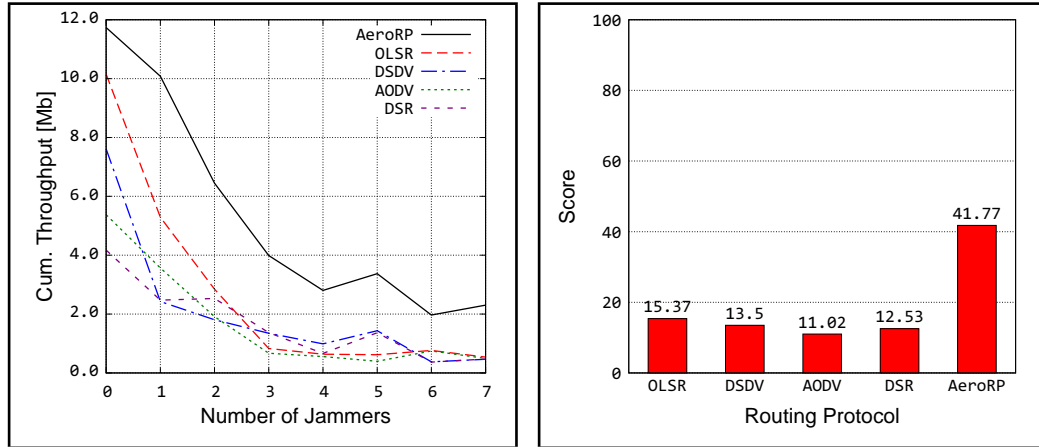 12.0
10.0
8.0
6.0
4.0
2.0
0.0
Cum. Throughput [Mb]
AeroRP
OLSR
DSDV
AODV
DSR
0 1 2 3 4 5 6 7
Number of Jammers
100
80
60
40
20
0
Score
15.37 13.5 11.02 12.53 41.77
OLSR DSDV AODV DSR AeroRP
Routing Protocol